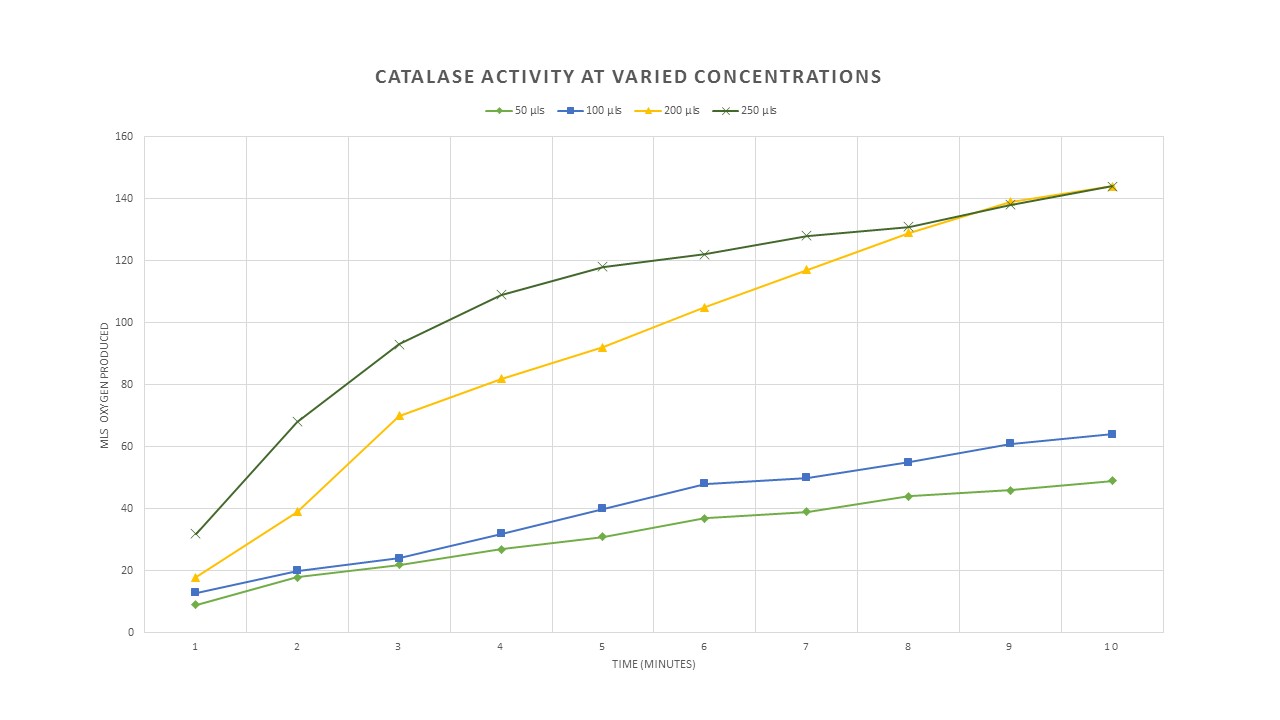 CATALASE ACTIVITY AT VARIED CONCENTRATIONS
50 µls 100 µls 200 µls 250 µls
160
140
120
100
80
60
40
20
0
MLS OXYGEN PRODUCED
1 2 3 4 5 6 7 8 9 10
TIME (MINUTES)